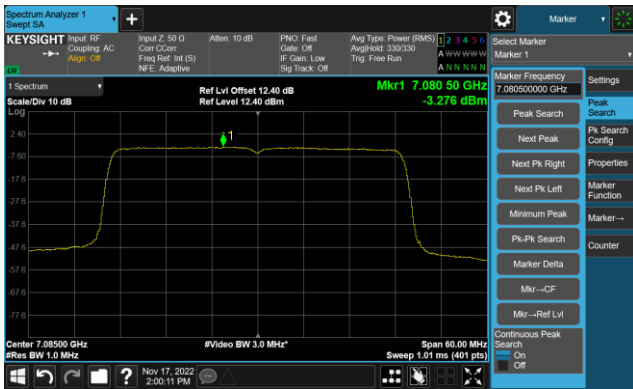 Spectrum Analyzer 1
Swept SA
Marker
KEYSIGHT
Input: RF
Coupling: AC
Align: Off
Input Z: 50 Ω
Corr CCorr
Freq Ref: Int (S)
NFE: Adaptive
Atten: 10 dB
PNO: Fast
Gate: Off
IF Gain: Low
Sig Track: Off
Avg Type: Power (RMS)
Avg|Hold: 330/330
Trig: Free Run
1 2 3 4 5 6
A W W W W W
A N N N N N
LU
Select Marker
Marker 1
1 Spectrum
Scale/Div 10 dB
Log
Ref Lvl Offset 12.40 dB
Ref Level 12.40 dBm
Mkr1 7.080 50 GHz
-3.276 dBm
1
2.40
-7.60
-17.6
-27.6
-37.6
-47.6
-57.6
-67.6
-77.6
Center 7.08500 GHz
#Res BW 1.0 MHz
#Video BW 3.0 MHz*
Span 60.00 MHz
Sweep 1.01 ms (401 pts)
Marker Frequency
7.080500000 GHz
Peak Search
Next Peak
Next Pk Right
Next Pk Left
Minimum Peak
Pk-Pk Search
Marker Delta
Mkr→CF
Mkr→Ref Lvl
Continuous Peak
Search
On
Off
Settings
Peak
Search
Pk Search
Config
Properties
Marker
Function
Marker→
Counter
?
Nov 17, 2022
2:00:11 PM